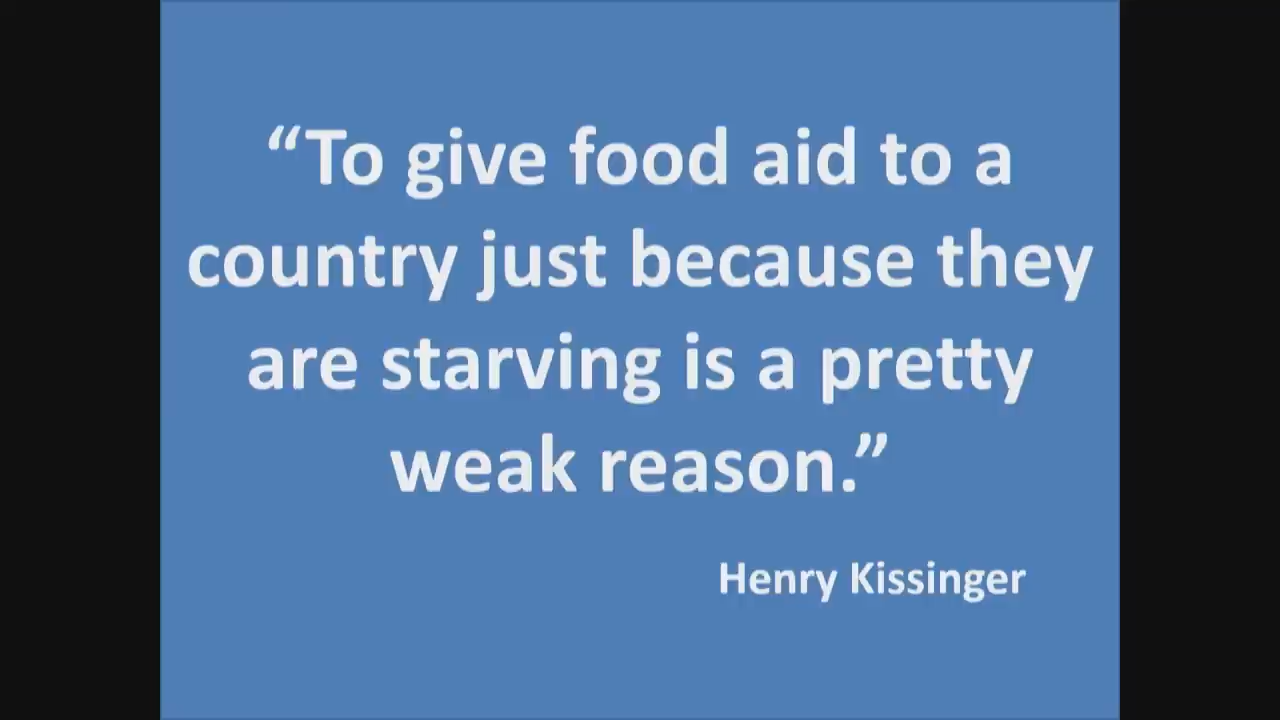 “To give food aid to a
country just because they
are starving is a pretty
weak reason.”
Henry Kissinger